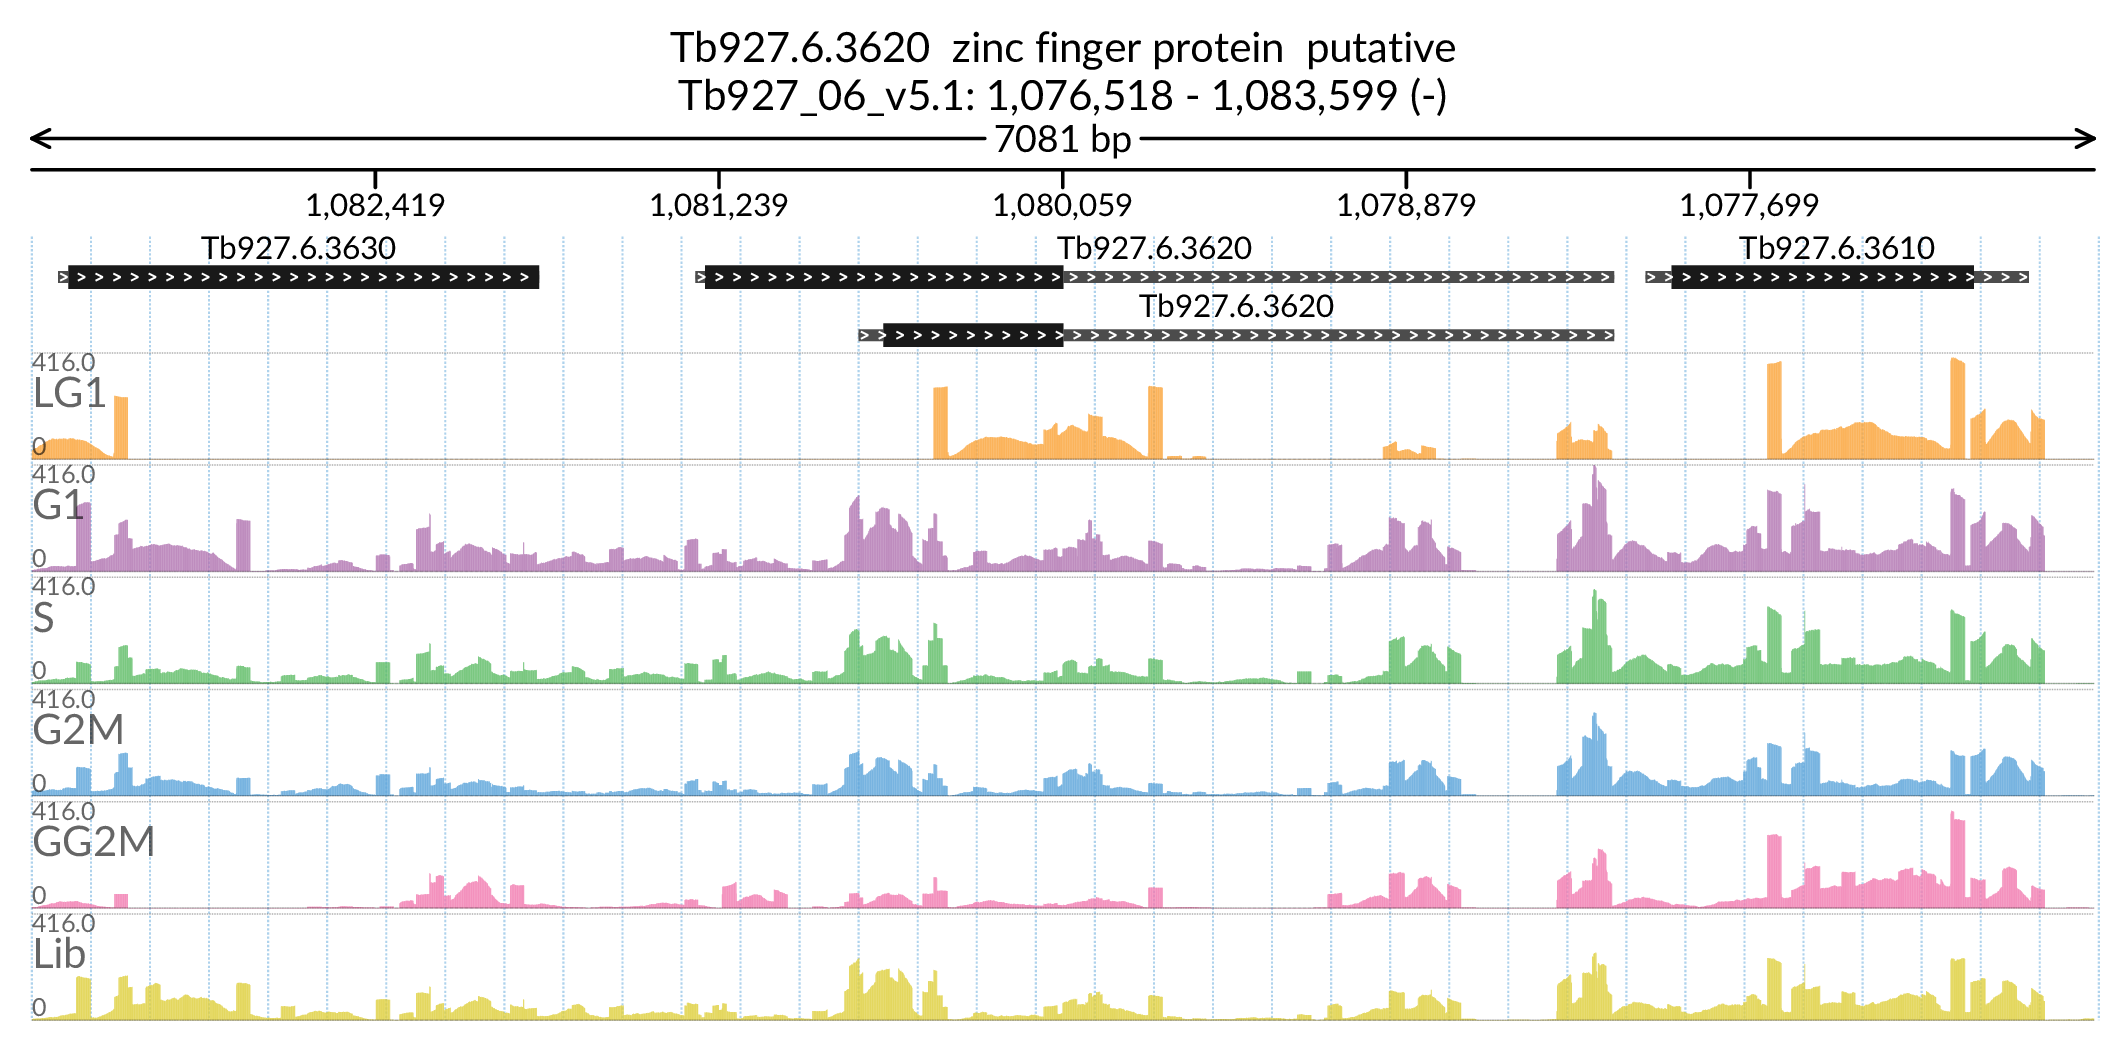 Tb927.6.3620  zinc finger protein  putative
Tb927_06_v5.1: 1,076,518 - 1,083,599 (-)
7081 bp
1,082,419 1,081,239 1,080,059 1,078,879 1,077,699
Tb927.6.3630 Tb927.6.3620 Tb927.6.3610
Tb927.6.3620
416.0
LG1
0
416.0
G1
0
416.0
S
0
416.0
G2M
0
416.0
GG2M
0
416.0
Lib
0